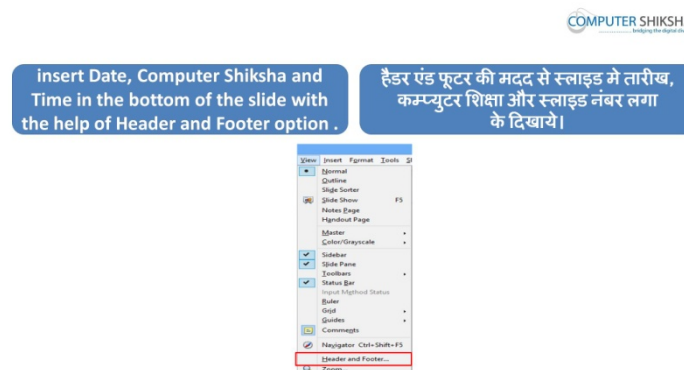 COMPUTER SHIKSH
bridging the digital di
insert Date, Computer Shiksha and
Time in the bottom of the slide with
the help of Header and Footer option .
हैडर एंड फूटर की मदद से स्लाइड मे तारीख,
कम्प्युटर शिक्षा और स्लाइड नंबर लगा
के दिखाये।
View Insert Format Tools Sl
Normal
Outline
Slide Sorter
Slide Show F5
Notes Page
Handout Page
Master
Color/Grayscale
Sidebar
Slide Pane
Toolbars
Status Bar
Input Method Status
Ruler
Grid
Guides
Comments
Navigator Ctrl+Shift+F5
Header and Footer...
Zoom